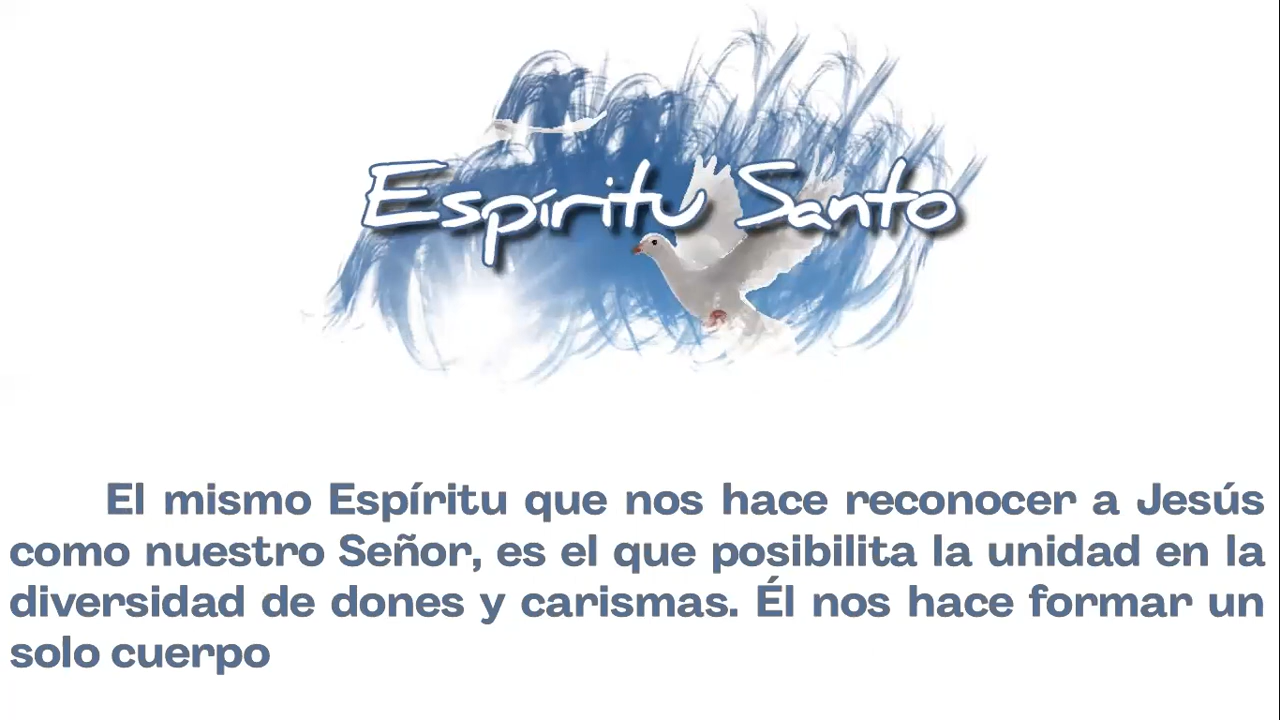 Espíritu Santo
El mismo Espíritu que nos hace reconocer a Jesús
como nuestro Señor, es el que posibilita la unidad en la
diversidad de dones y carismas. Él nos hace formar un
solo cuerpo